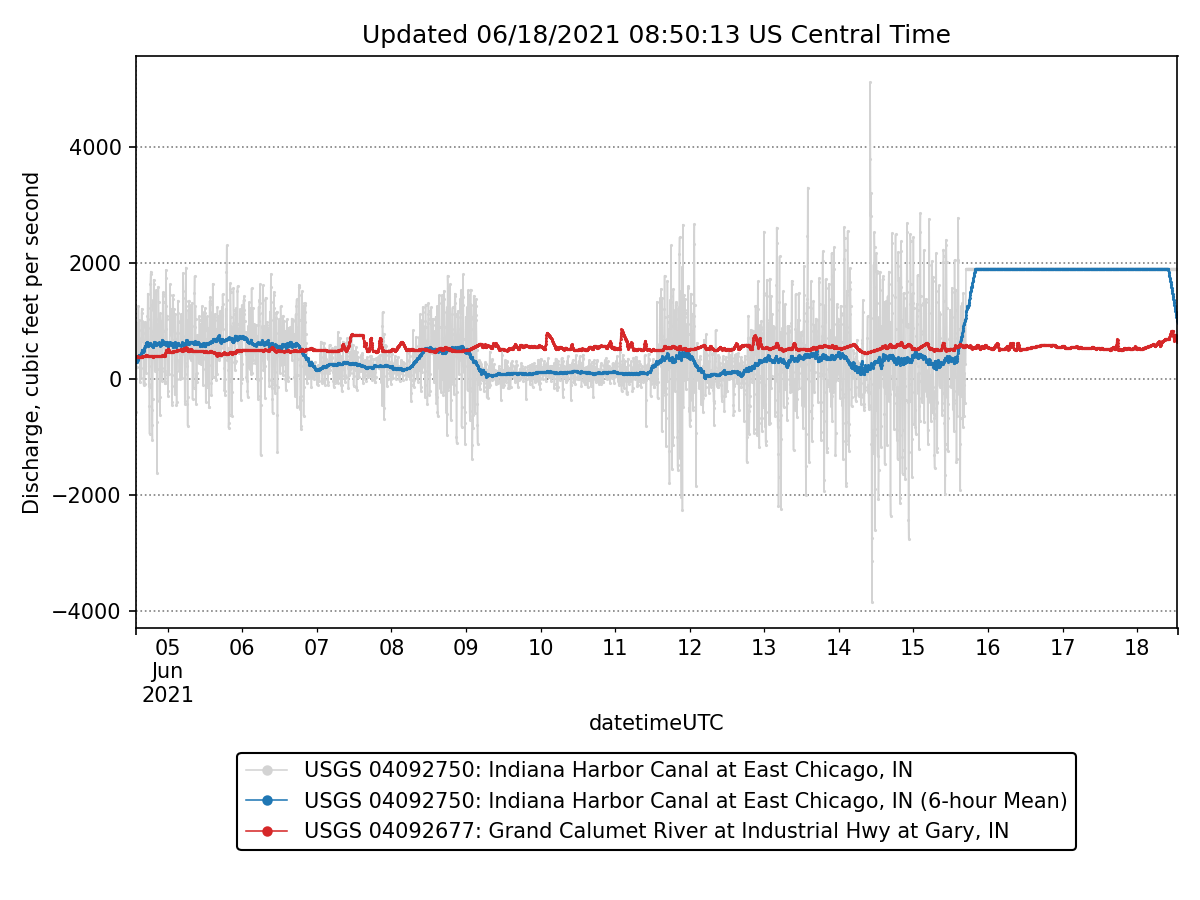 Updated 06/18/2021 08:50:13 US Central Time
Discharge, cubic feet per second
4000
2000
0
−2000
−4000
05 06 07 08 09 10 11 12 13 14 15 16 17 18
Jun
2021
datetimeUTC
USGS 04092750: Indiana Harbor Canal at East Chicago, IN
USGS 04092750: Indiana Harbor Canal at East Chicago, IN (6-hour Mean)
USGS 04092677: Grand Calumet River at Industrial Hwy at Gary, IN